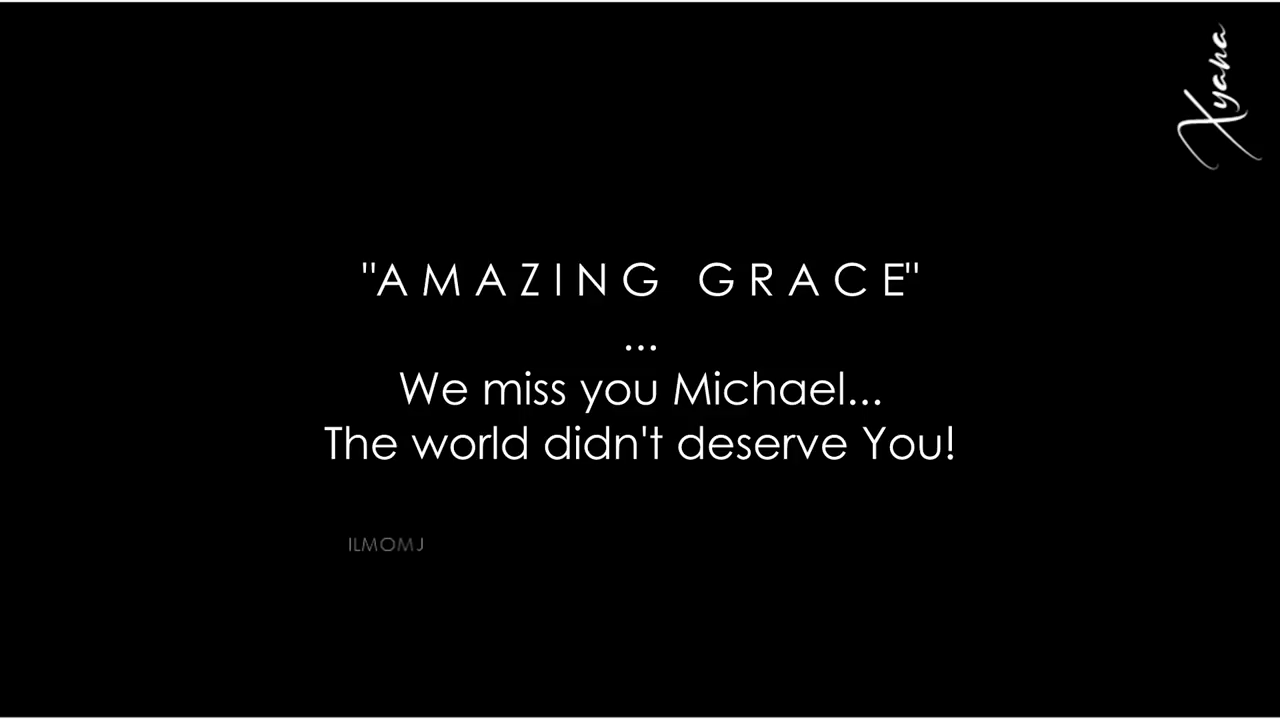 Xyana
"AMAZING GRACE"
...
We miss you Michael...
The world didn't deserve You!
ILMOMJ